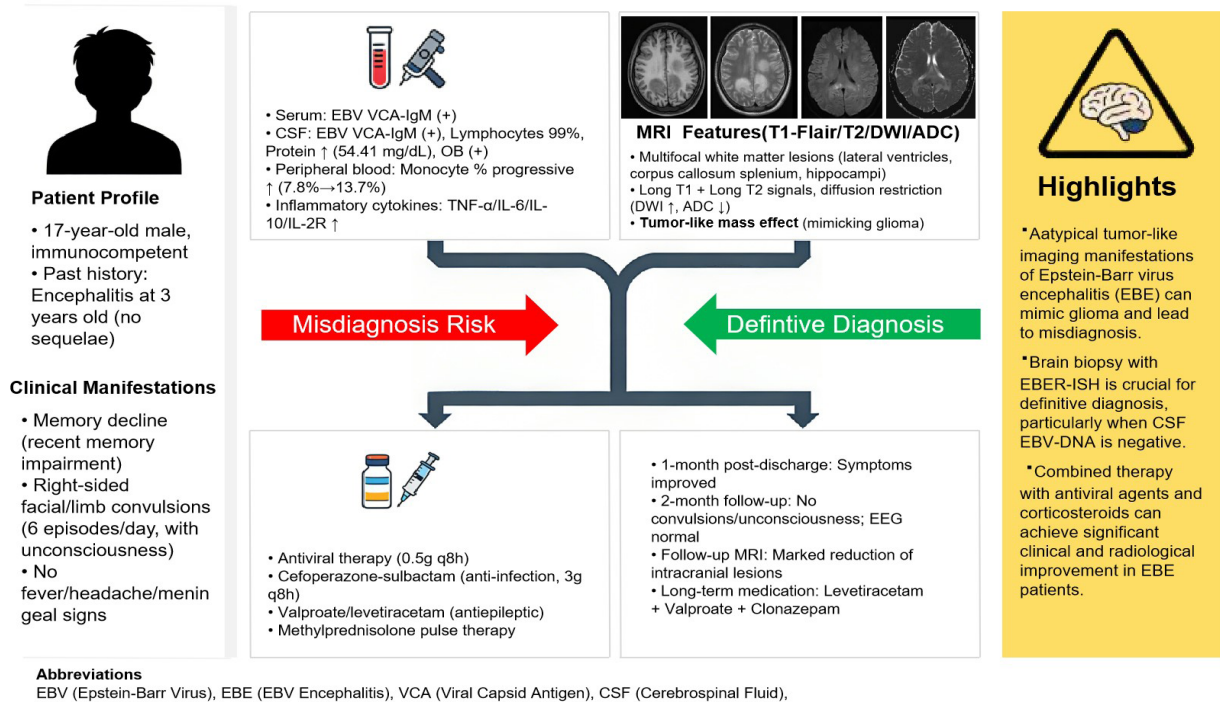 Patient Profile
• 17-year-old male,
immunocompetent
• Past history:
Encephalitis at 3
years old (no
sequelae)
Clinical Manifestations
• Memory decline
(recent memory
impairment)
• Right-sided
facial/limb convulsions
(6 episodes/day, with
unconsciousness)
• No
fever/headache/menin
geal signs
• Serum: EBV VCA-IgM (+)
• CSF: EBV VCA-IgM (+), Lymphocytes 99%,
Protein ↑ (54.41 mg/dL), OB (+)
• Peripheral blood: Monocyte % progressive
↑ (7.8%→13.7%)
• Inflammatory cytokines: TNF-α/IL-6/IL-
10/IL-2R ↑
MRI Features(T1-Flair/T2/DWI/ADC)
• Multifocal white matter lesions (lateral ventricles,
corpus callosum splenium, hippocampi)
• Long T1 + Long T2 signals, diffusion restriction
(DWI ↑, ADC ↓)
• Tumor-like mass effect (mimicking glioma)
Misdiagnosis Risk
Defintive Diagnosis
• Antiviral therapy (0.5g q8h)
• Cefoperazone-sulbactam (anti-infection, 3g
q8h)
• Valproate/levetiracetam (antiepileptic)
• Methylprednisolone pulse therapy
• 1-month post-discharge: Symptoms
improved
• 2-month follow-up: No
convulsions/unconsciousness; EEG
normal
• Follow-up MRI: Marked reduction of
intracranial lesions
• Long-term medication: Levetiracetam
+ Valproate + Clonazepam
Highlights
▪Aatypical tumor-like
imaging manifestations
of Epstein-Barr virus
encephalitis (EBE) can
mimic glioma and lead
to misdiagnosis.
▪Brain biopsy with
EBER-ISH is crucial for
definitive diagnosis,
particularly when CSF
EBV-DNA is negative.
▪Combined therapy
with antiviral agents and
corticosteroids can
achieve significant
clinical and radiological
improvement in EBE
patients.
Abbreviations
EBV (Epstein-Barr Virus), EBE (EBV Encephalitis), VCA (Viral Capsid Antigen), CSF (Cerebrospinal Fluid),